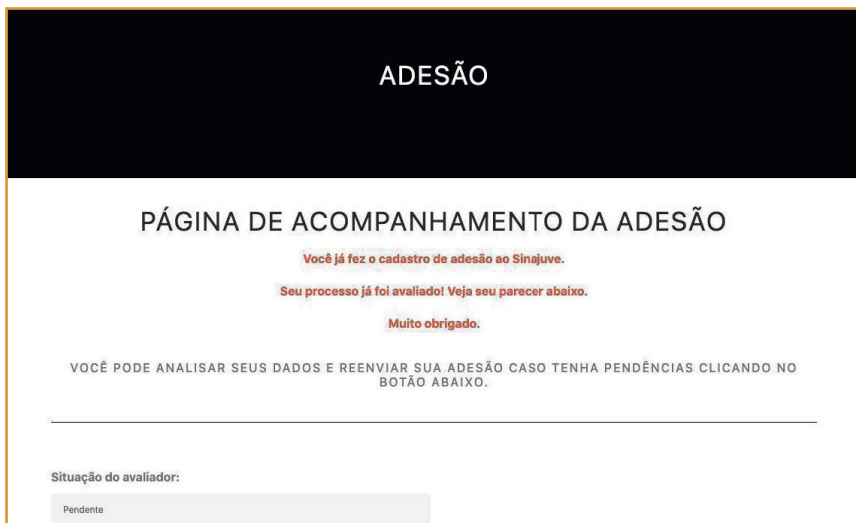 ADESÃO
PÁGINA DE ACOMPANHAMENTO DA ADESÃO
Você já fez o cadastro de adesão ao Sinajuve.
Seu processo já foi avaliado! Veja seu parecer abaixo.
Muito obrigado.
VOCÊ PODE ANALISAR SEUS DADOS E REENVIAR SUA ADESÃO CASO TENHA PENDÊNCIAS CLICANDO NO
BOTÃO ABAIXO.
Situação do avaliador:
Pendente